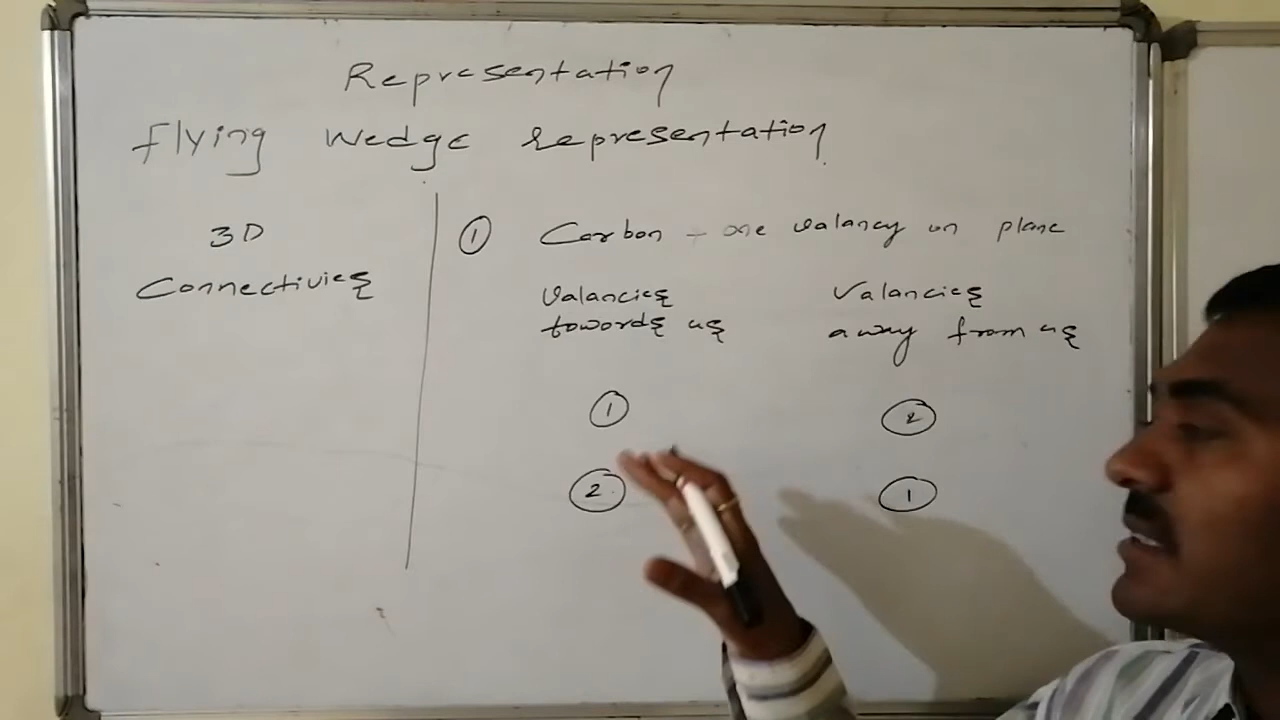 Representation
Flying Wedge representation
3D
Connectivies
① Carbon - one valancy on plane
Valancies
towords us
Valancies
away from us
① ②
② ①